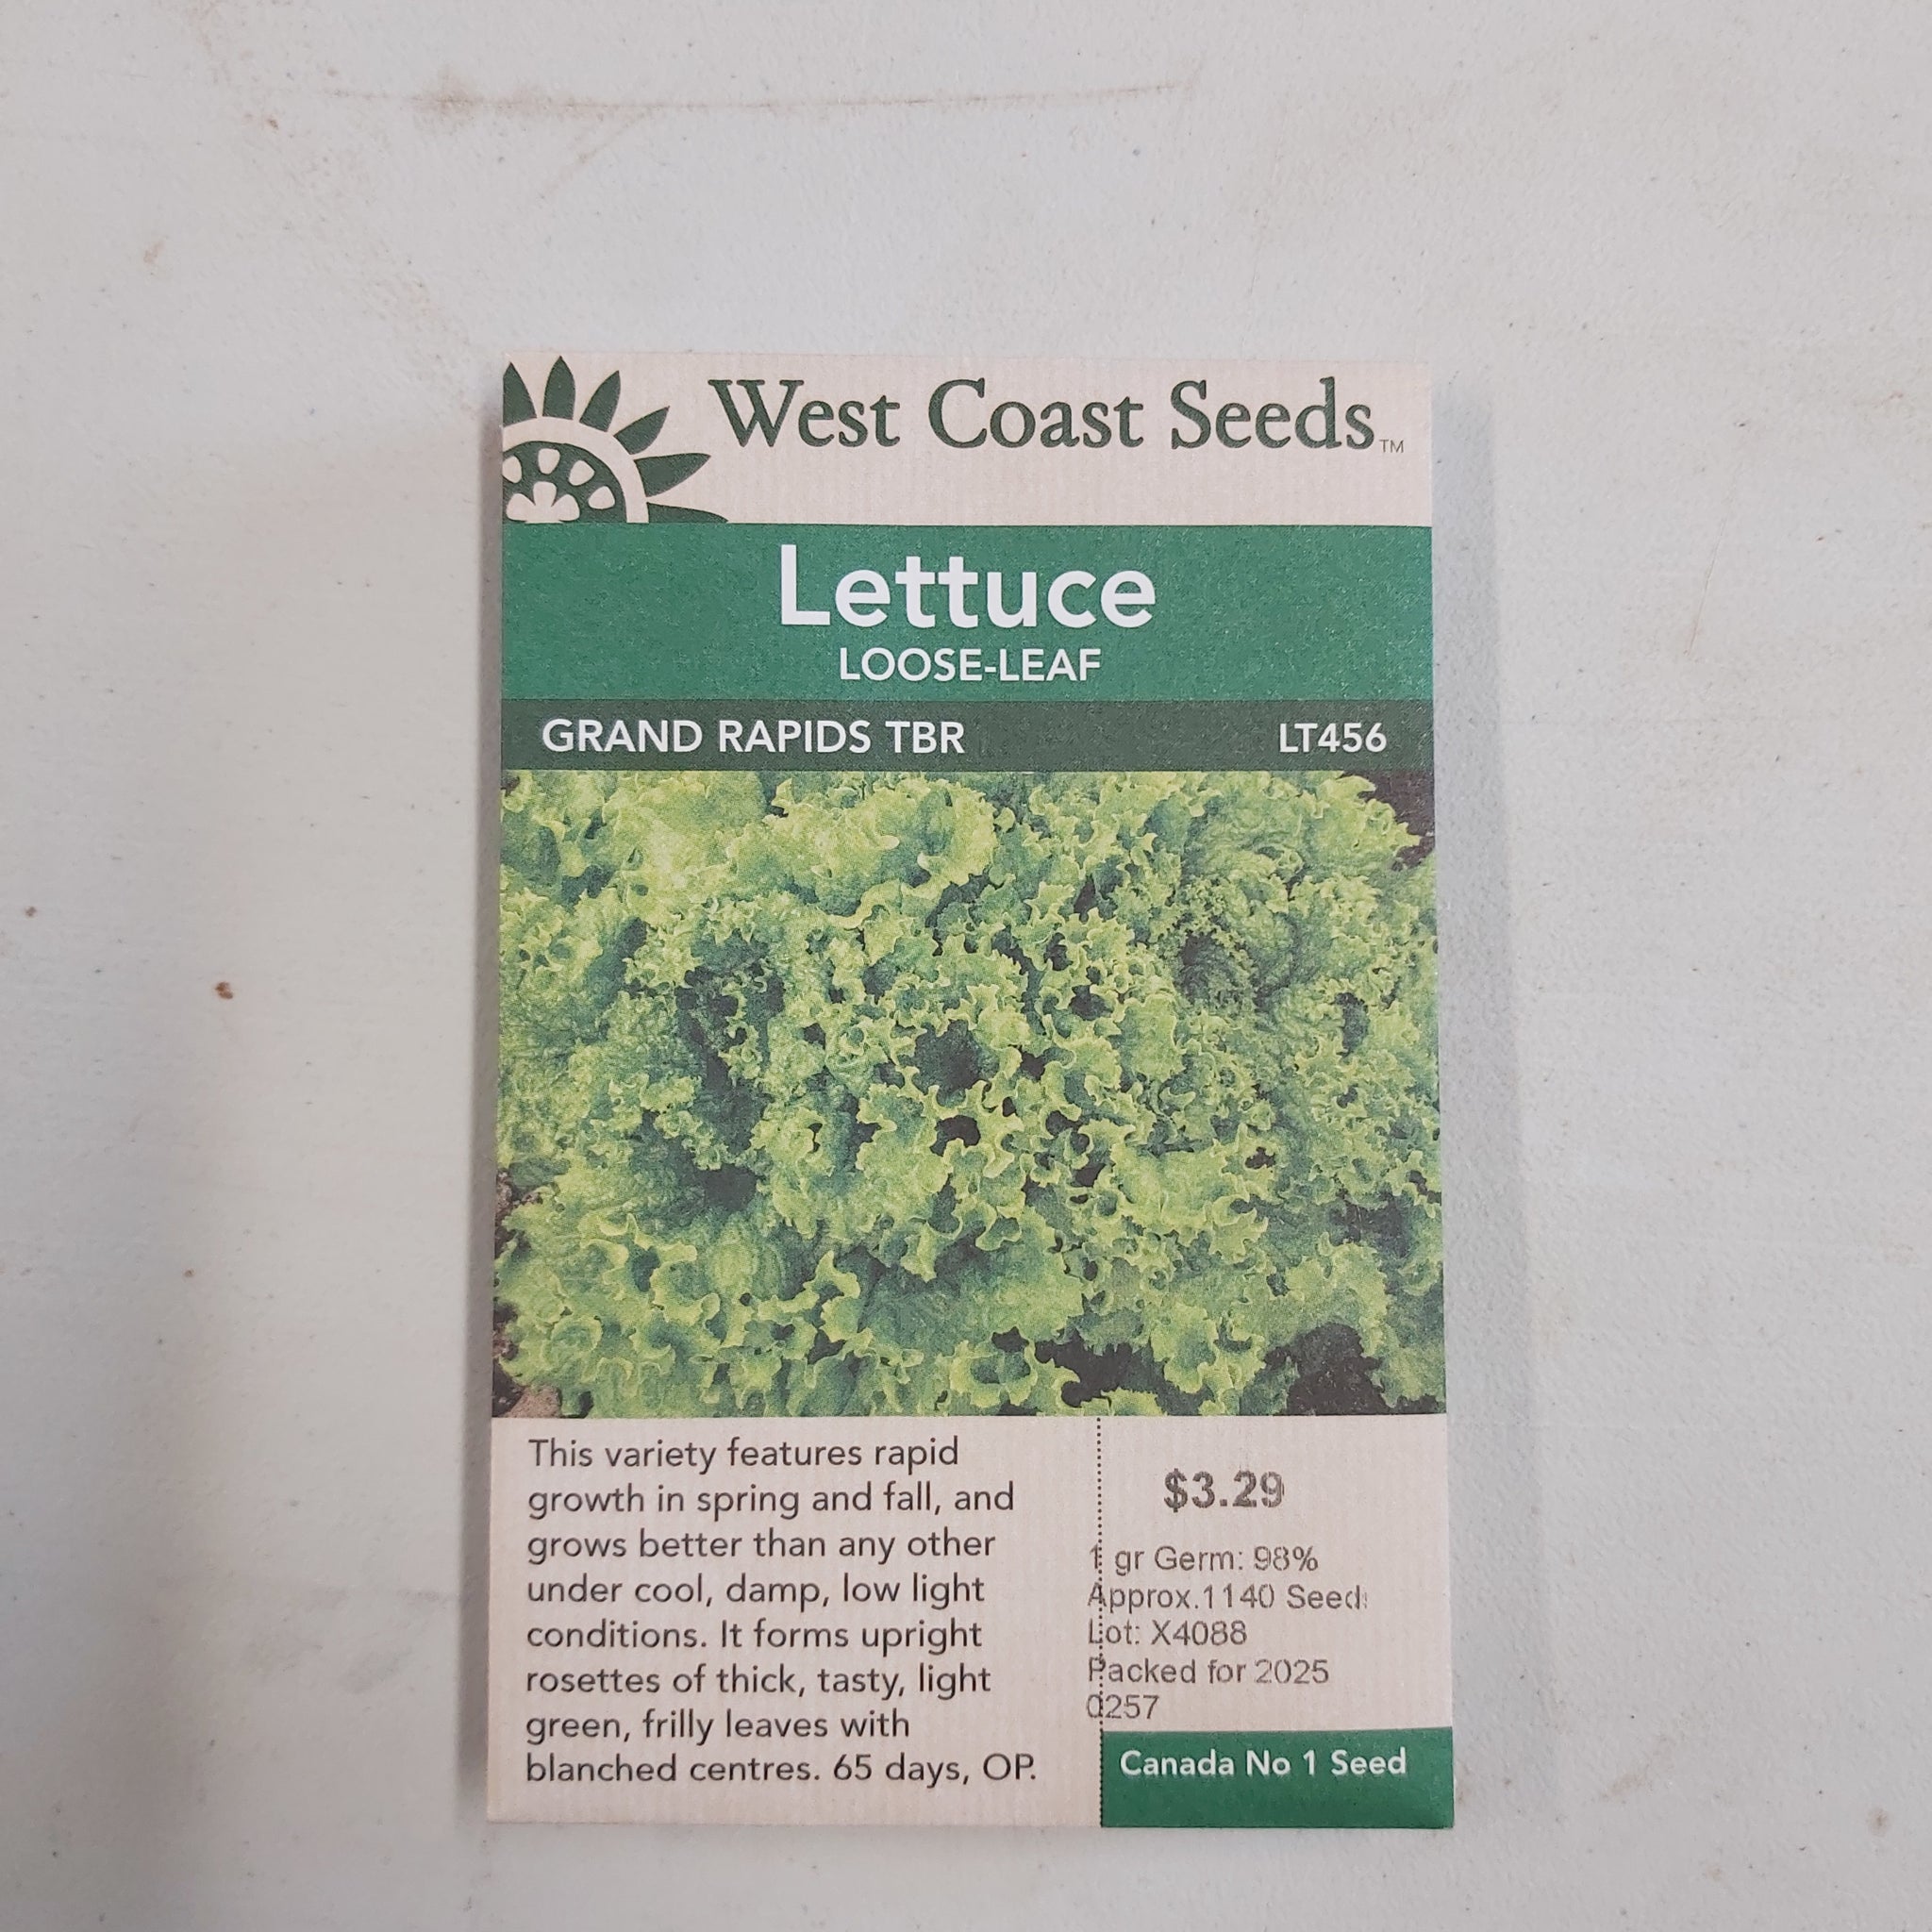 West Coast Seeds™
Lettuce
LOOSE-LEAF
GRAND RAPIDS TBR LT456
This variety features rapid
growth in spring and fall, and
grows better than any other
under cool, damp, low light
conditions. It forms upright
rosettes of thick, tasty, light
green, frilly leaves with
blanched centres. 65 days, OP.
$3.29
1 gr Germ: 98%
Approx.1140 Seeds
Lot: X4088
Packed for 2025
0257
Canada No 1 Seed